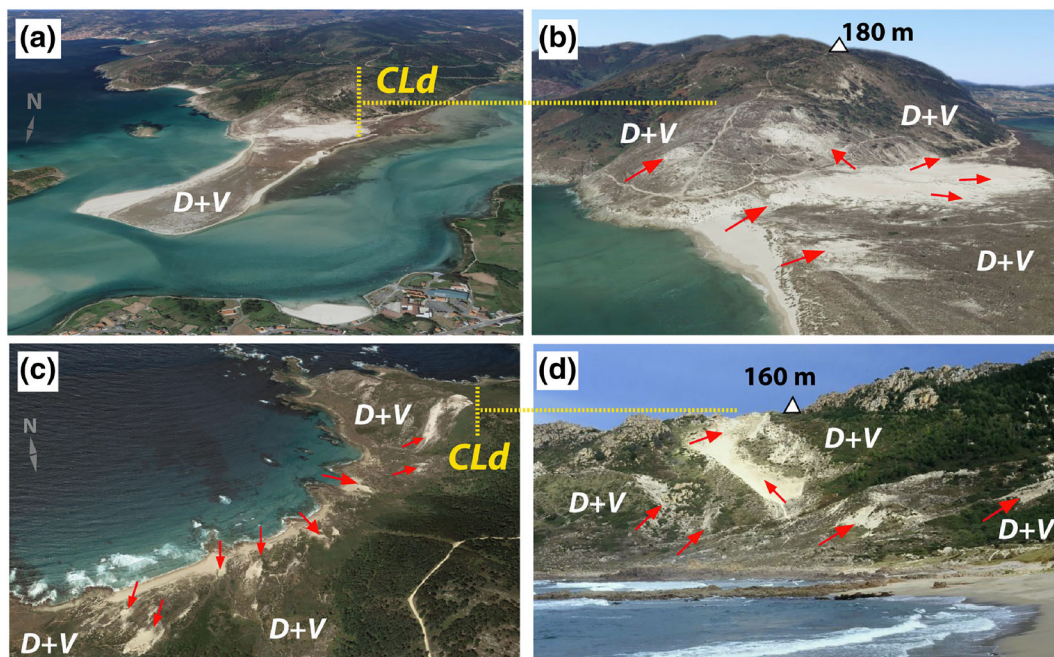 (a)
N
CLd
D+V
(b)
180 m
D+V
D+V
D+V
(c)
N
D+V
CLd
D+V
D+V
(d)
160 m
D+V
D+V
D+V